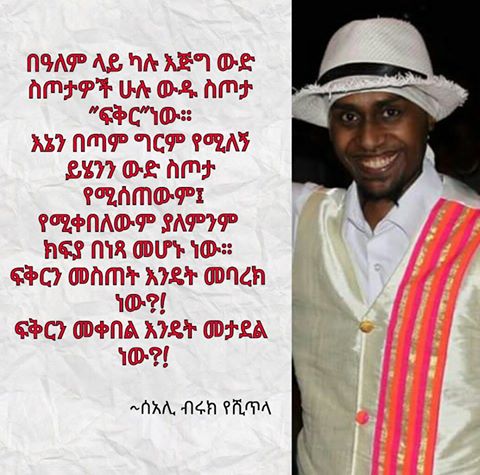 በዓለም ላይ ካሉ እጅግ ውድ
ስጦታዎች ሁሉ ውዱ ስጦታ
"ፍቅር"ነው።
እኔን በጣም ግርም የሚለኝ
ይሄንን ውድ ስጦታ
የሚሰጠውም፤
የሚቀበለውም ያለምንም
ክፍያ በነጻ መሆኑ ነው።
ፍቅርን መስጠት እንዴት መባረክ
ነው?!
ፍቅርን መቀበል እንዴት መታደል
ነው?!
~ሰአሊ ብሩክ የሺጥላ